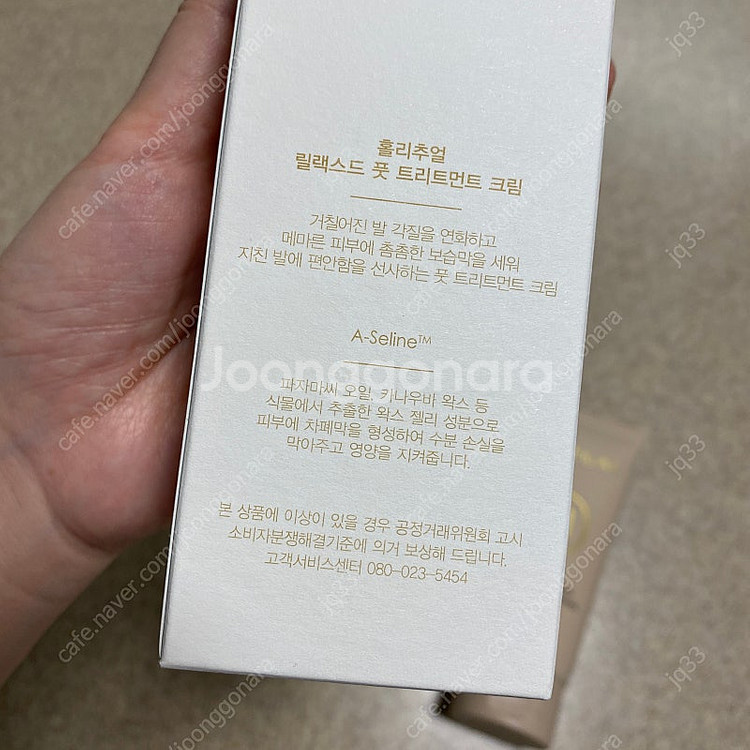 홀리추얼
릴랙스드 풋 트리트먼트 크림
거칠어진 발 각질을 연화하고
메마른 피부에 촘촘한 보습막을 세워
지친 발에 편안함을 선사하는 풋 트리트먼트 크림
A-Seline™
파자마씨 오일, 카나우바 왁스 등
식물에서 추출한 왁스 젤리 성분으로
피부에 차폐막을 형성하여 수분 손실을
막아주고 영양을 지켜줍니다.
본 상품에 이상이 있을 경우 공정거래위원회 고시
소비자분쟁해결기준에 의거 보상해 드립니다.
고객서비스센터 080-023-5454
Joonggonara
cafe.naver.com/joonggonara
jq33